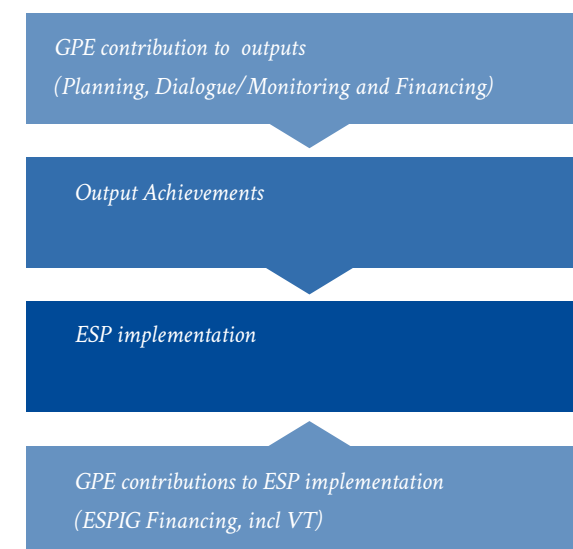 GPE contribution to outputs
(Planning, Dialogue/Monitoring and Financing)
Output Achievements
ESP implementation
GPE contributions to ESP implementation
(ESPIG Financing, incl VT)